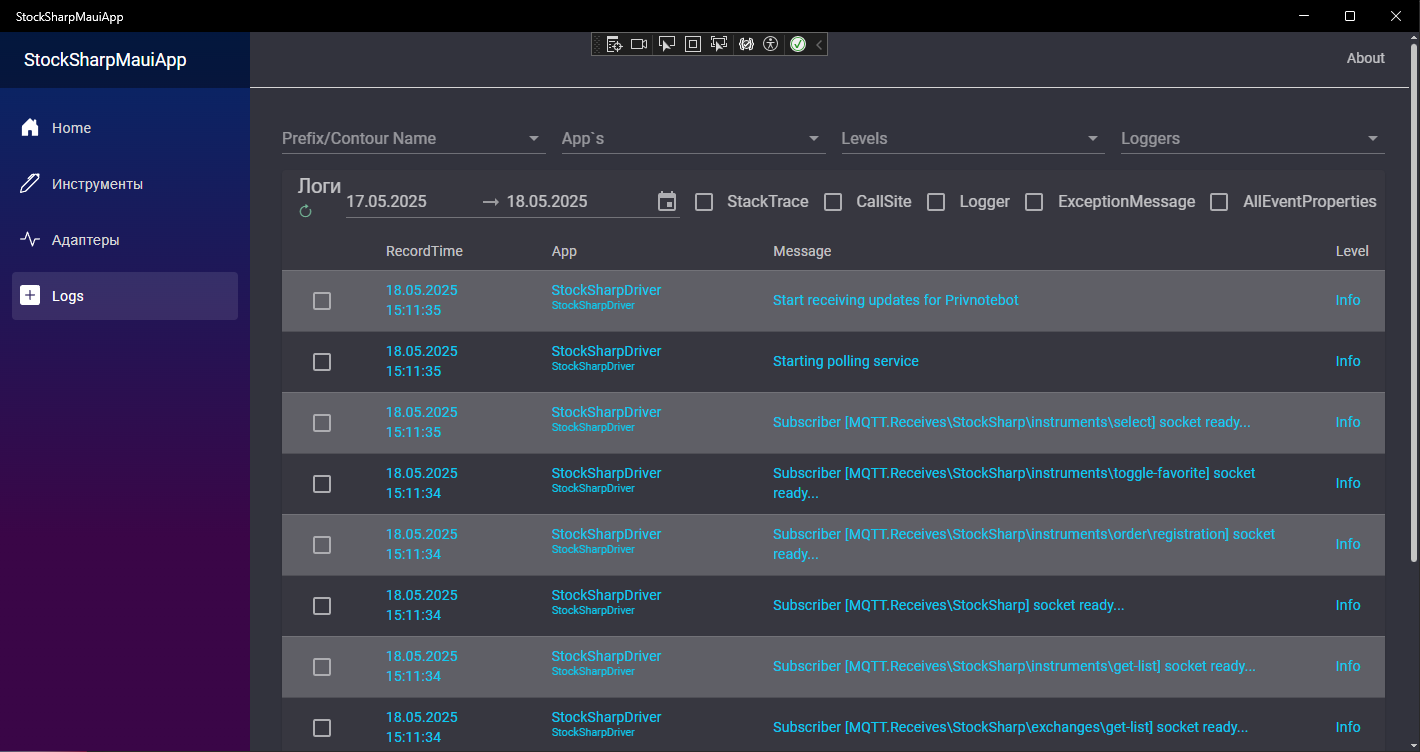 StockSharpMauiApp
StockSharpMauiApp
About
Home
Инструменты
Адаптеры
Logs
Prefix/Contour Name
App`s
Levels
Loggers
Логи
17.05.2025
18.05.2025
StackTrace
CallSite
Logger
ExceptionMessage
AllEventProperties
RecordTime
App
Message
Level
18.05.2025
15:11:35
StockSharpDriver
StockSharpDriver
Start receiving updates for Privnotebot
Info
18.05.2025
15:11:35
StockSharpDriver
StockSharpDriver
Starting polling service
Info
18.05.2025
15:11:35
StockSharpDriver
StockSharpDriver
Subscriber [MQTT.Receives\StockSharp\instruments\select] socket ready...
Info
18.05.2025
15:11:34
StockSharpDriver
StockSharpDriver
Subscriber [MQTT.Receives\StockSharp\instruments\toggle-favorite] socket
ready...
Info
18.05.2025
15:11:34
StockSharpDriver
StockSharpDriver
Subscriber [MQTT.Receives\StockSharp\instruments\order\registration] socket
ready...
Info
18.05.2025
15:11:34
StockSharpDriver
StockSharpDriver
Subscriber [MQTT.Receives\StockSharp] socket ready...
Info
18.05.2025
15:11:34
StockSharpDriver
StockSharpDriver
Subscriber [MQTT.Receives\StockSharp\instruments\get-list] socket ready...
Info
18.05.2025
15:11:34
StockSharpDriver
StockSharpDriver
Subscriber [MQTT.Receives\StockSharp\exchanges\get-list] socket ready...
Info